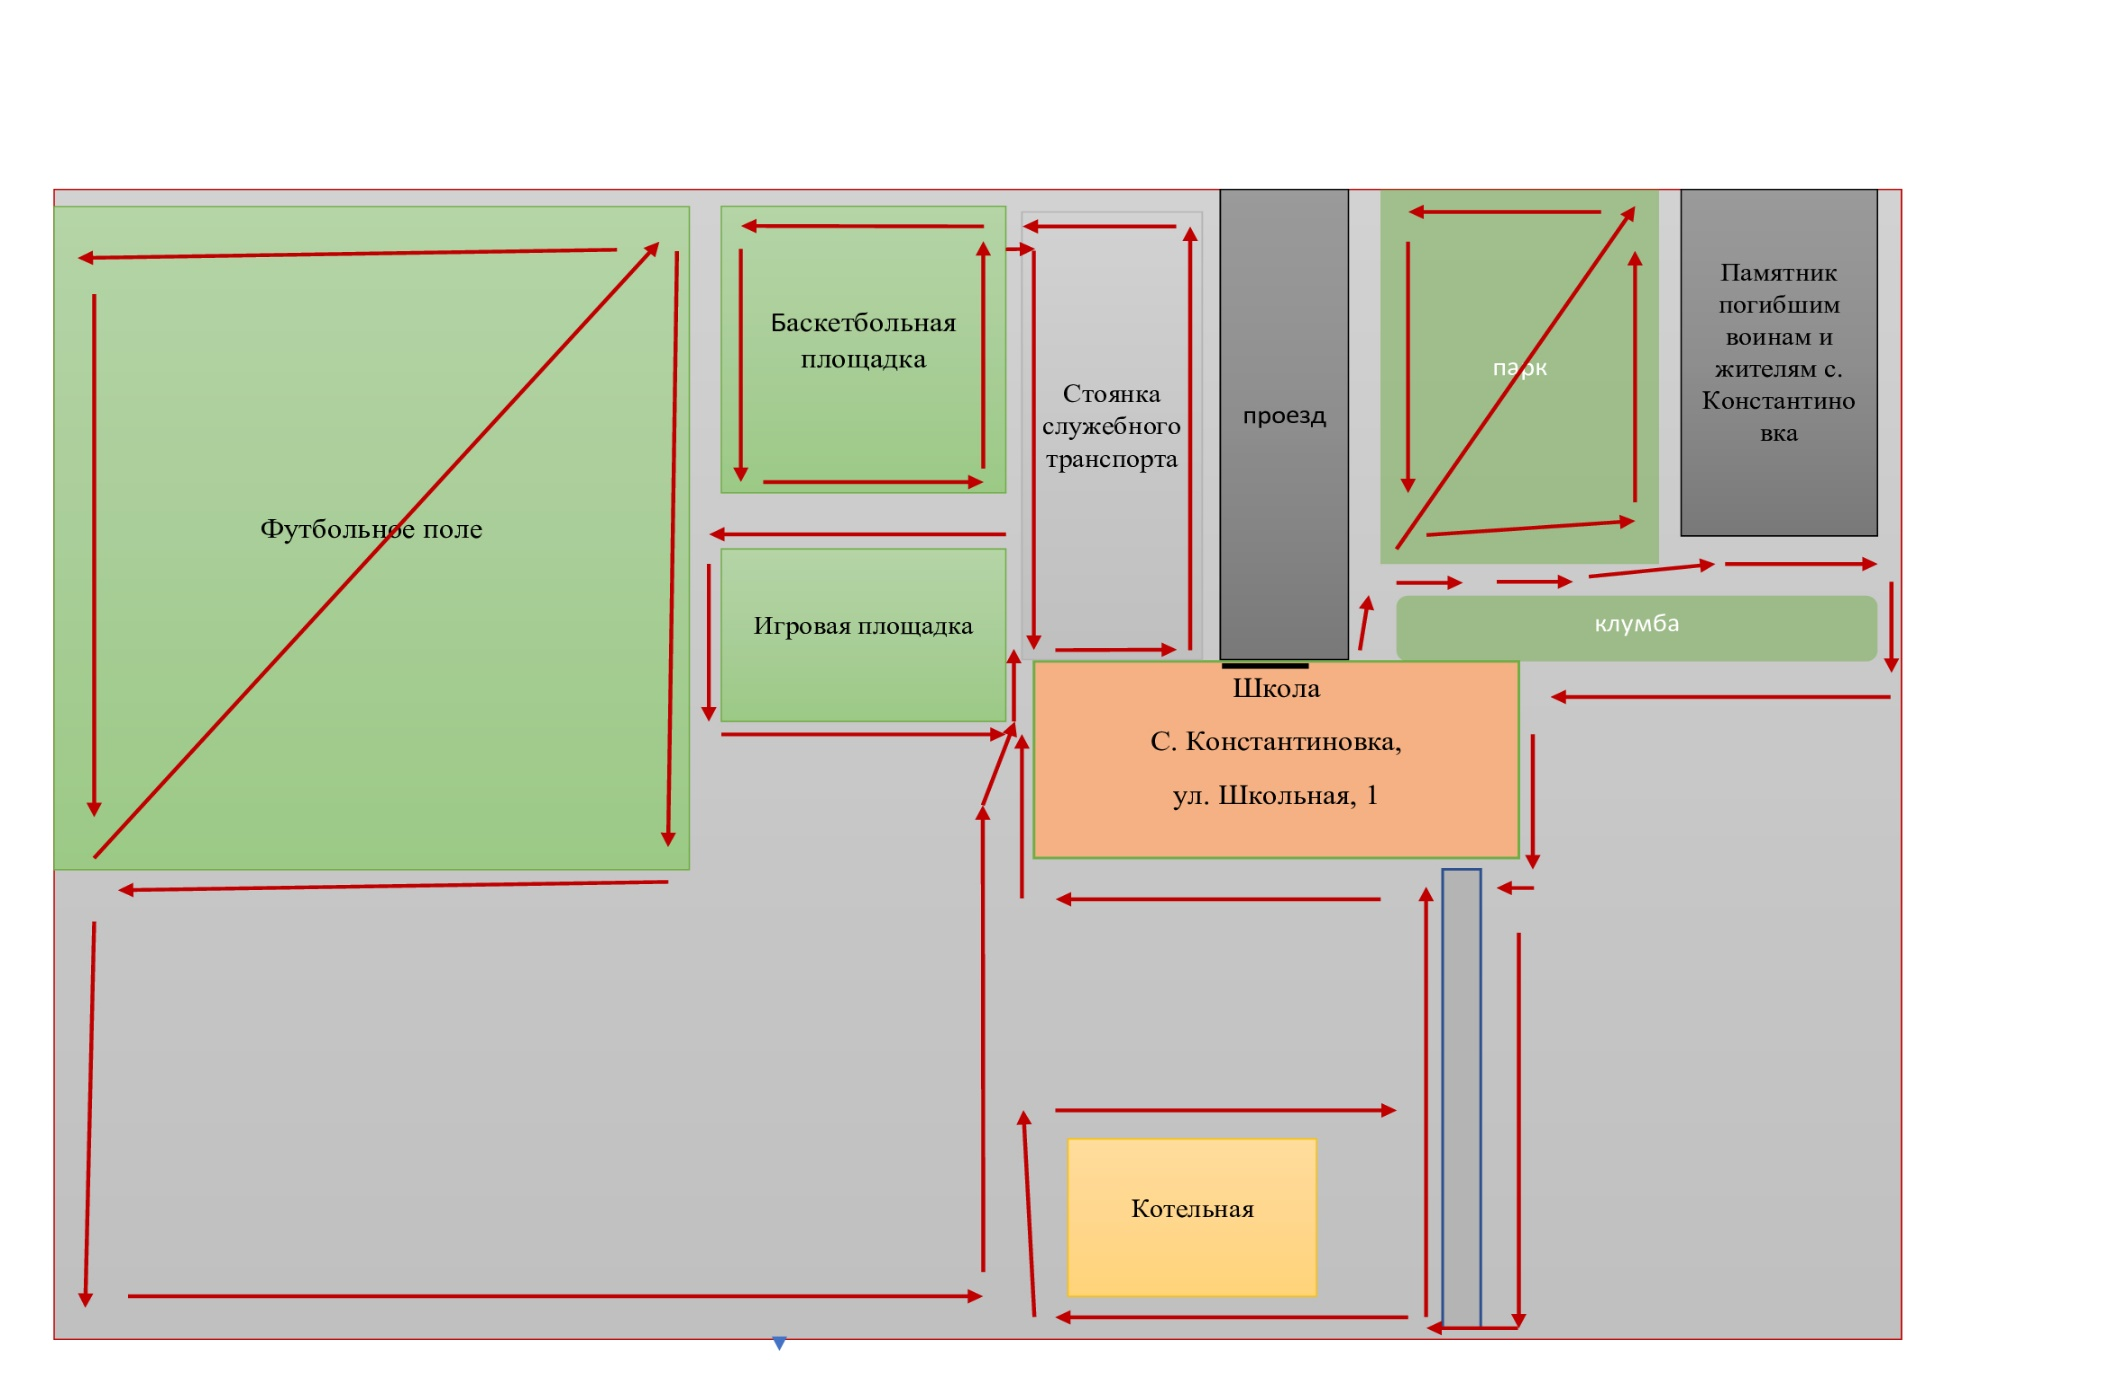 Футбольное поле
Баскетбольная
площадка
Игровая площадка
Стоянка
служебного
транспорта
проезд
парк
Памятник
погибшим
воинам и
жителям с.
Константино
вка
клумба
Школа
С. Константиновка,
ул. Школьная, 1
Котельная